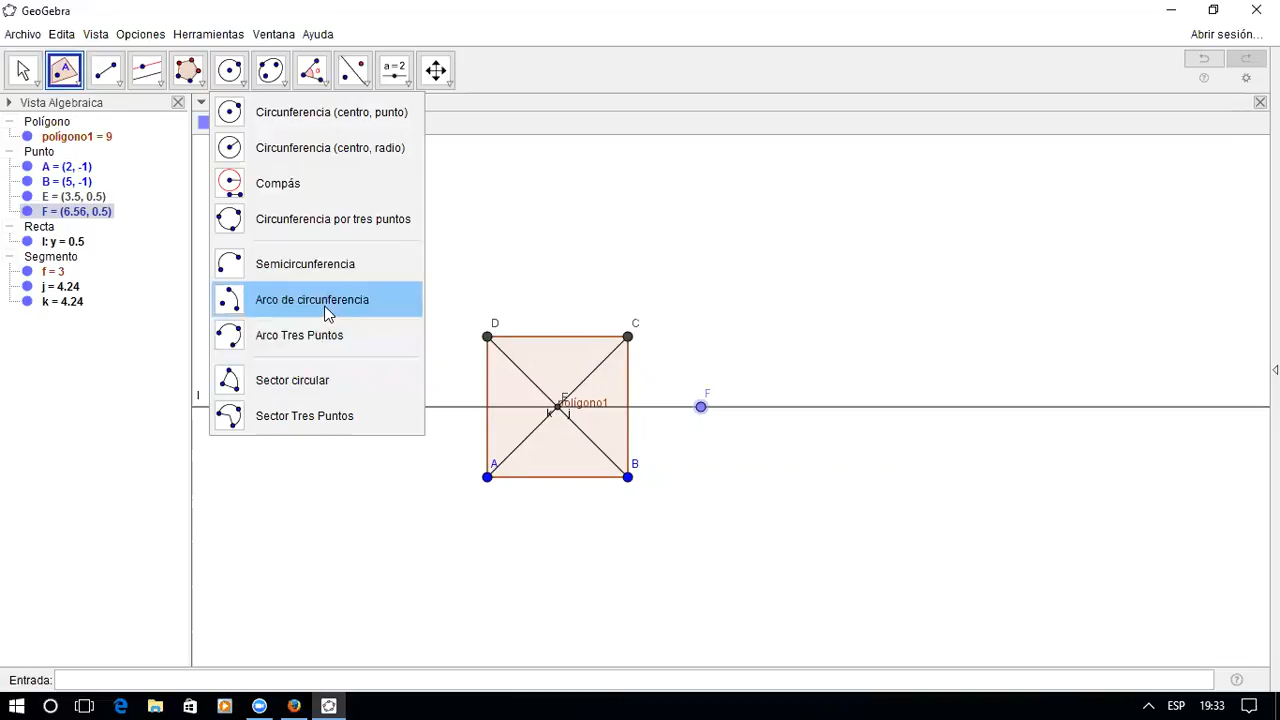 GeoGebra
Archivo Edita Vista Opciones Herramientas Ventana Ayuda
Abrir sesión...
A
α
a = 2
Vista Algebraica
Polígono
polígono1 = 9
Punto
A = (2, -1)
B = (5, -1)
E = (3.5, 0.5)
F = (6.56, 0.5)
Recta
l: y = 0.5
Segmento
f = 3
j = 4.24
k = 4.24
Circunferencia (centro, punto)
Circunferencia (centro, radio)
Compás
Circunferencia por tres puntos
Semicircunferencia
Arco de circunferencia
Arco Tres Puntos
Sector circular
Sector Tres Puntos
D
C
l
E
F
polígono1
k
j
A
B
Entrada:
ESP
19:33